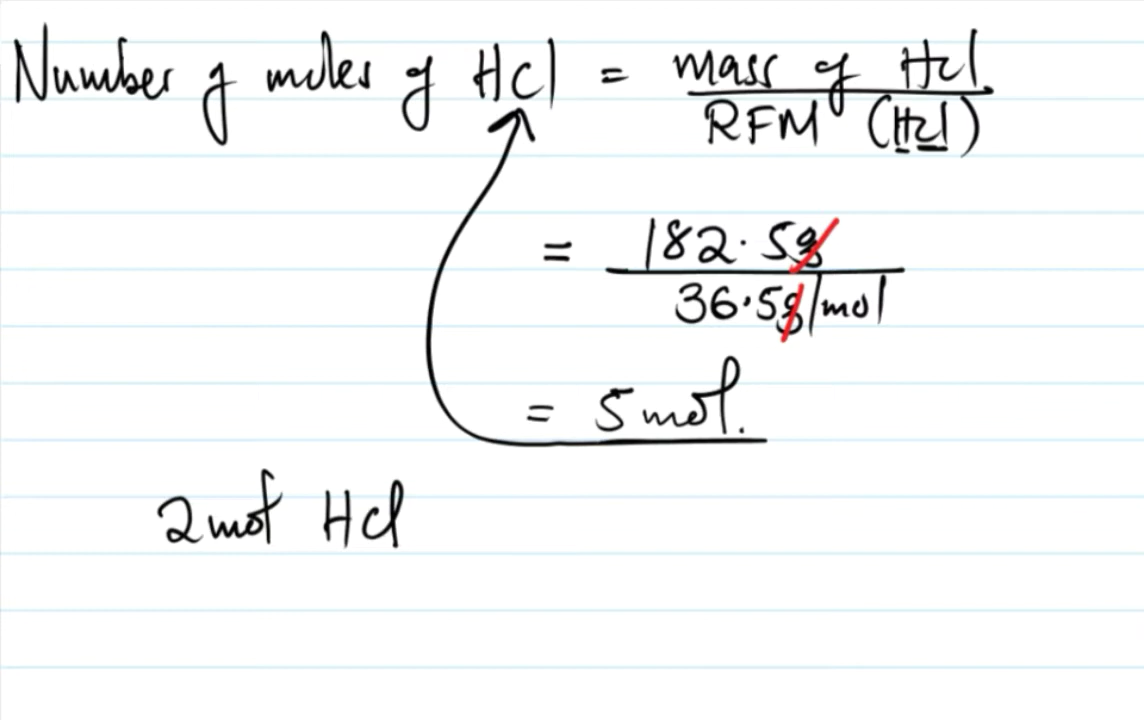 Number of moles of HCl = mass of HCl
RFM (HCl)
= 182.5g
36.5g/mol
= 5 mol.
2 mol HCl